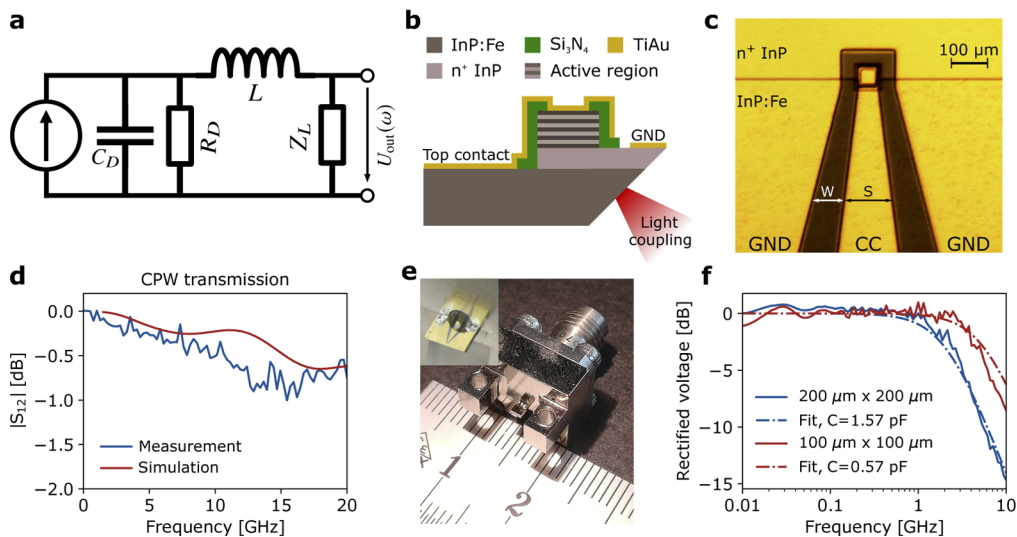 a
C_D
R_D
L
Z_L
U_out(ω)
b
InP:Fe
Si₃N₄
TiAu
n⁺ InP
Active region
Top contact
GND
Light
coupling
c
n⁺ InP
100 μm
InP:Fe
W
S
GND
CC
GND
d
CPW transmission
|S₁₂| [dB]
0.0
−0.5
−1.0
−1.5
−2.0
Measurement
Simulation
0
5
10
15
20
Frequency [GHz]
e
1
2
f
Rectified voltage [dB]
0
−5
−10
−15
200 μm x 200 μm
Fit, C=1.57 pF
100 μm x 100 μm
Fit, C=0.57 pF
0.01
0.1
1
10
Frequency [GHz]